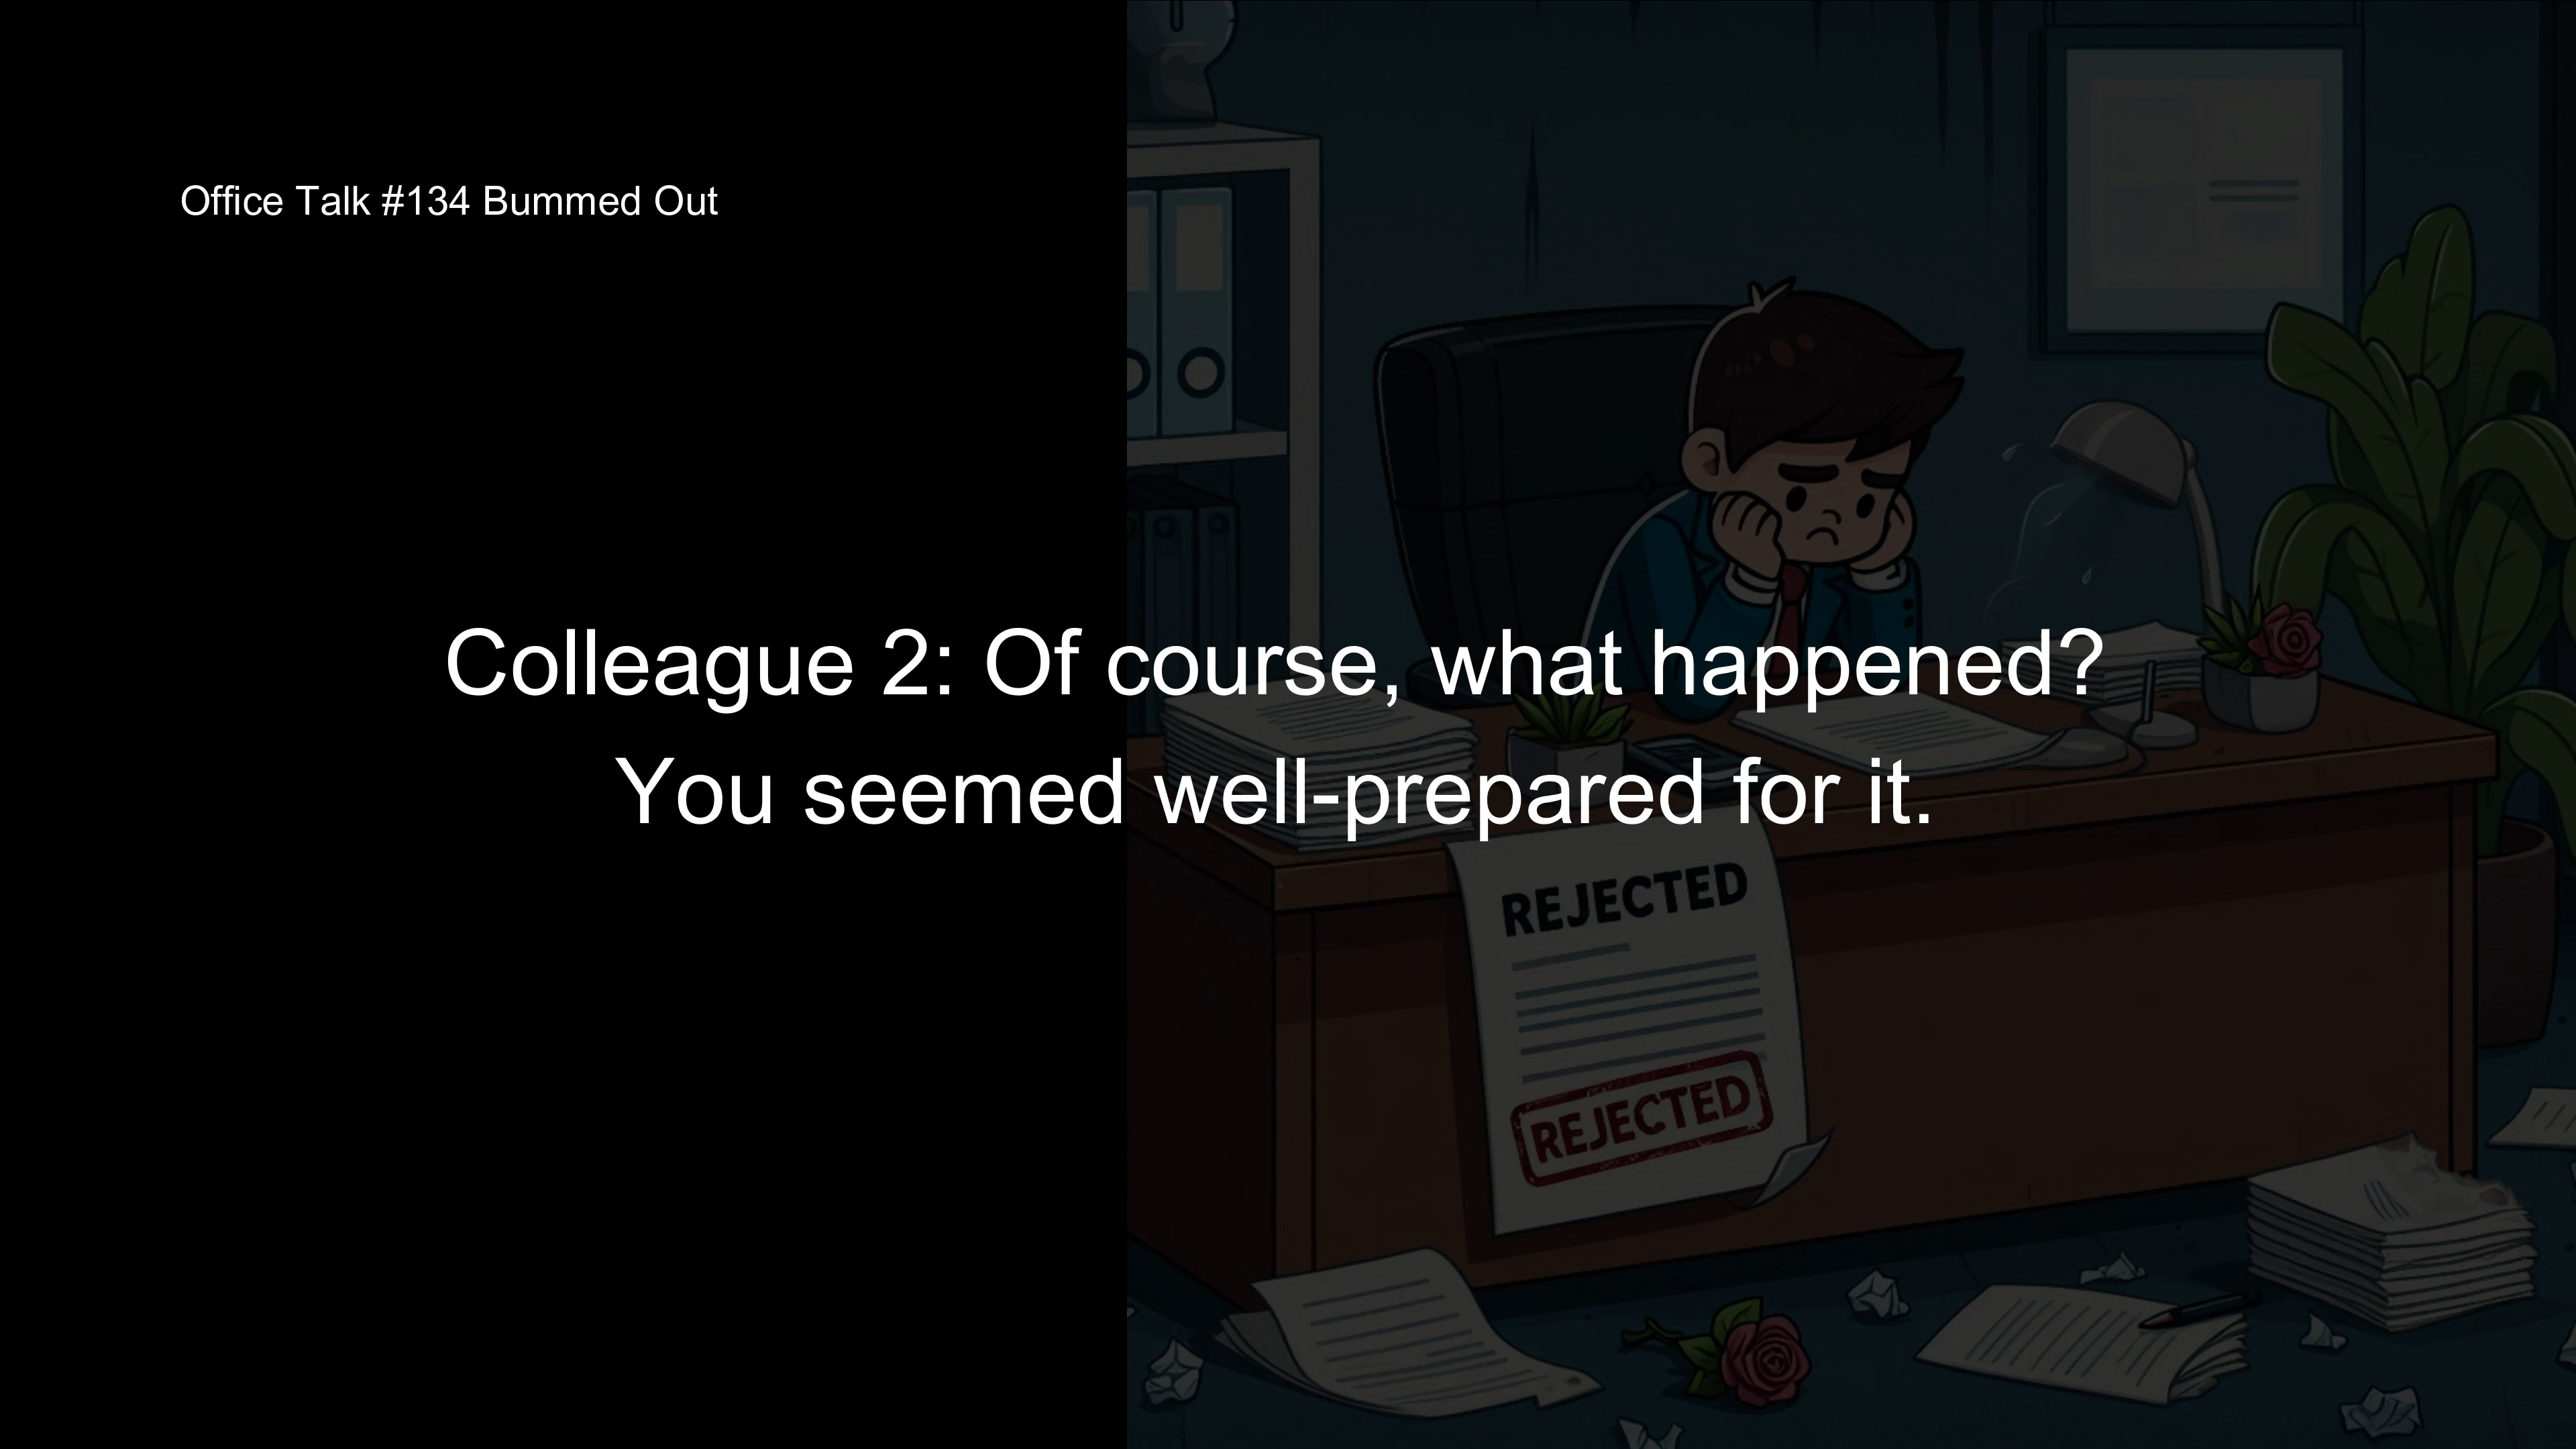 Office Talk #134 Bummed Out
Colleague 2: Of course, what happened?
You seemed well-prepared for it.
REJECTED
REJECTED